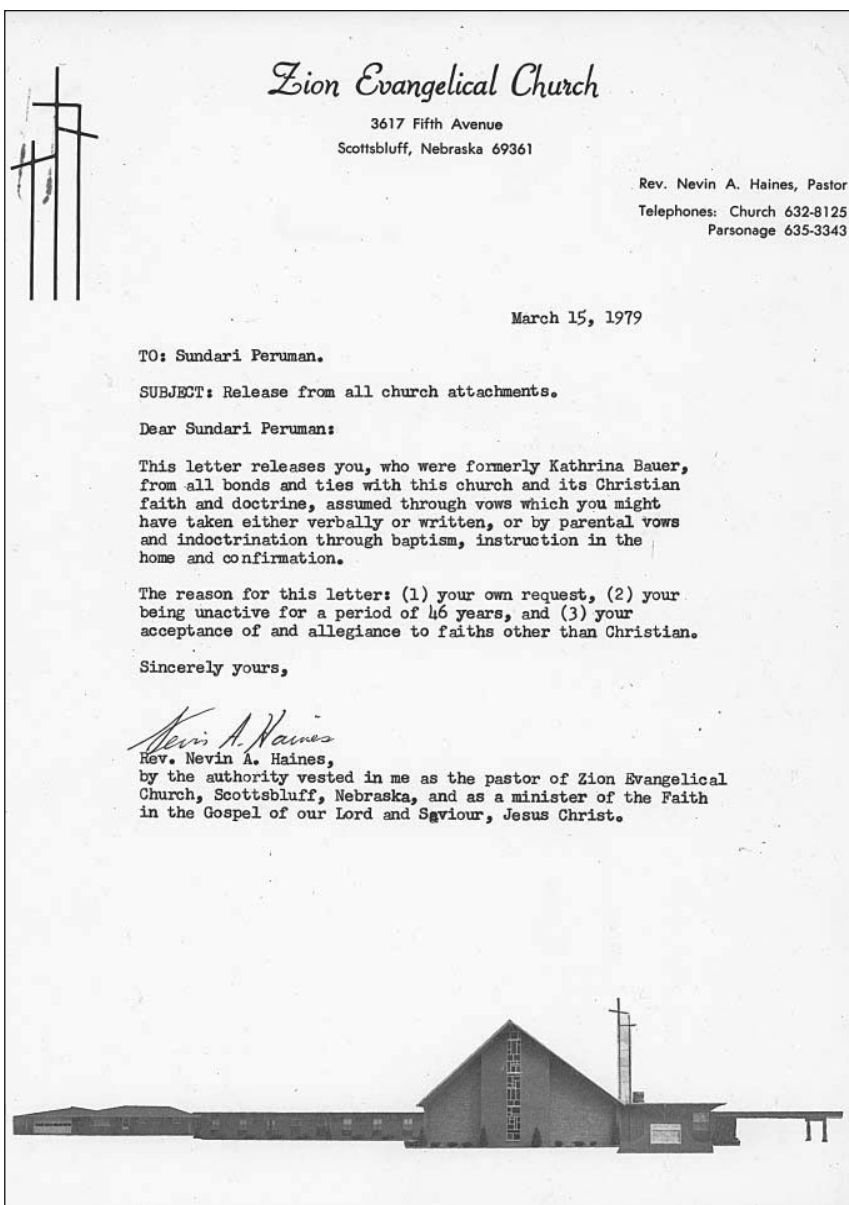 Zion Evangelical Church
3617 Fifth Avenue
Scottsbluff, Nebraska 69361
Rev. Nevin A. Haines, Pastor
Telephones: Church 632-8125
Parsonage 635-3343
March 15, 1979
TO: Sundari Peruman.
SUBJECT: Release from all church attachments.
Dear Sundari Peruman:
This letter releases you, who were formerly Kathrina Bauer,
from all bonds and ties with this church and its Christian
faith and doctrine, assumed through vows which you might
have taken either verbally or written, or by parental vows
and indoctrination through baptism, instruction in the
home and confirmation.
The reason for this letter: (1) your own request, (2) your
being unactive for a period of 46 years, and (3) your
acceptance of and allegiance to faiths other than Christian.
Sincerely yours,
Nevin A. Haines
Rev. Nevin A. Haines,
by the authority vested in me as the pastor of Zion Evangelical
Church, Scottsbluff, Nebraska, and as a minister of the Faith
in the Gospel of our Lord and Saviour, Jesus Christ.